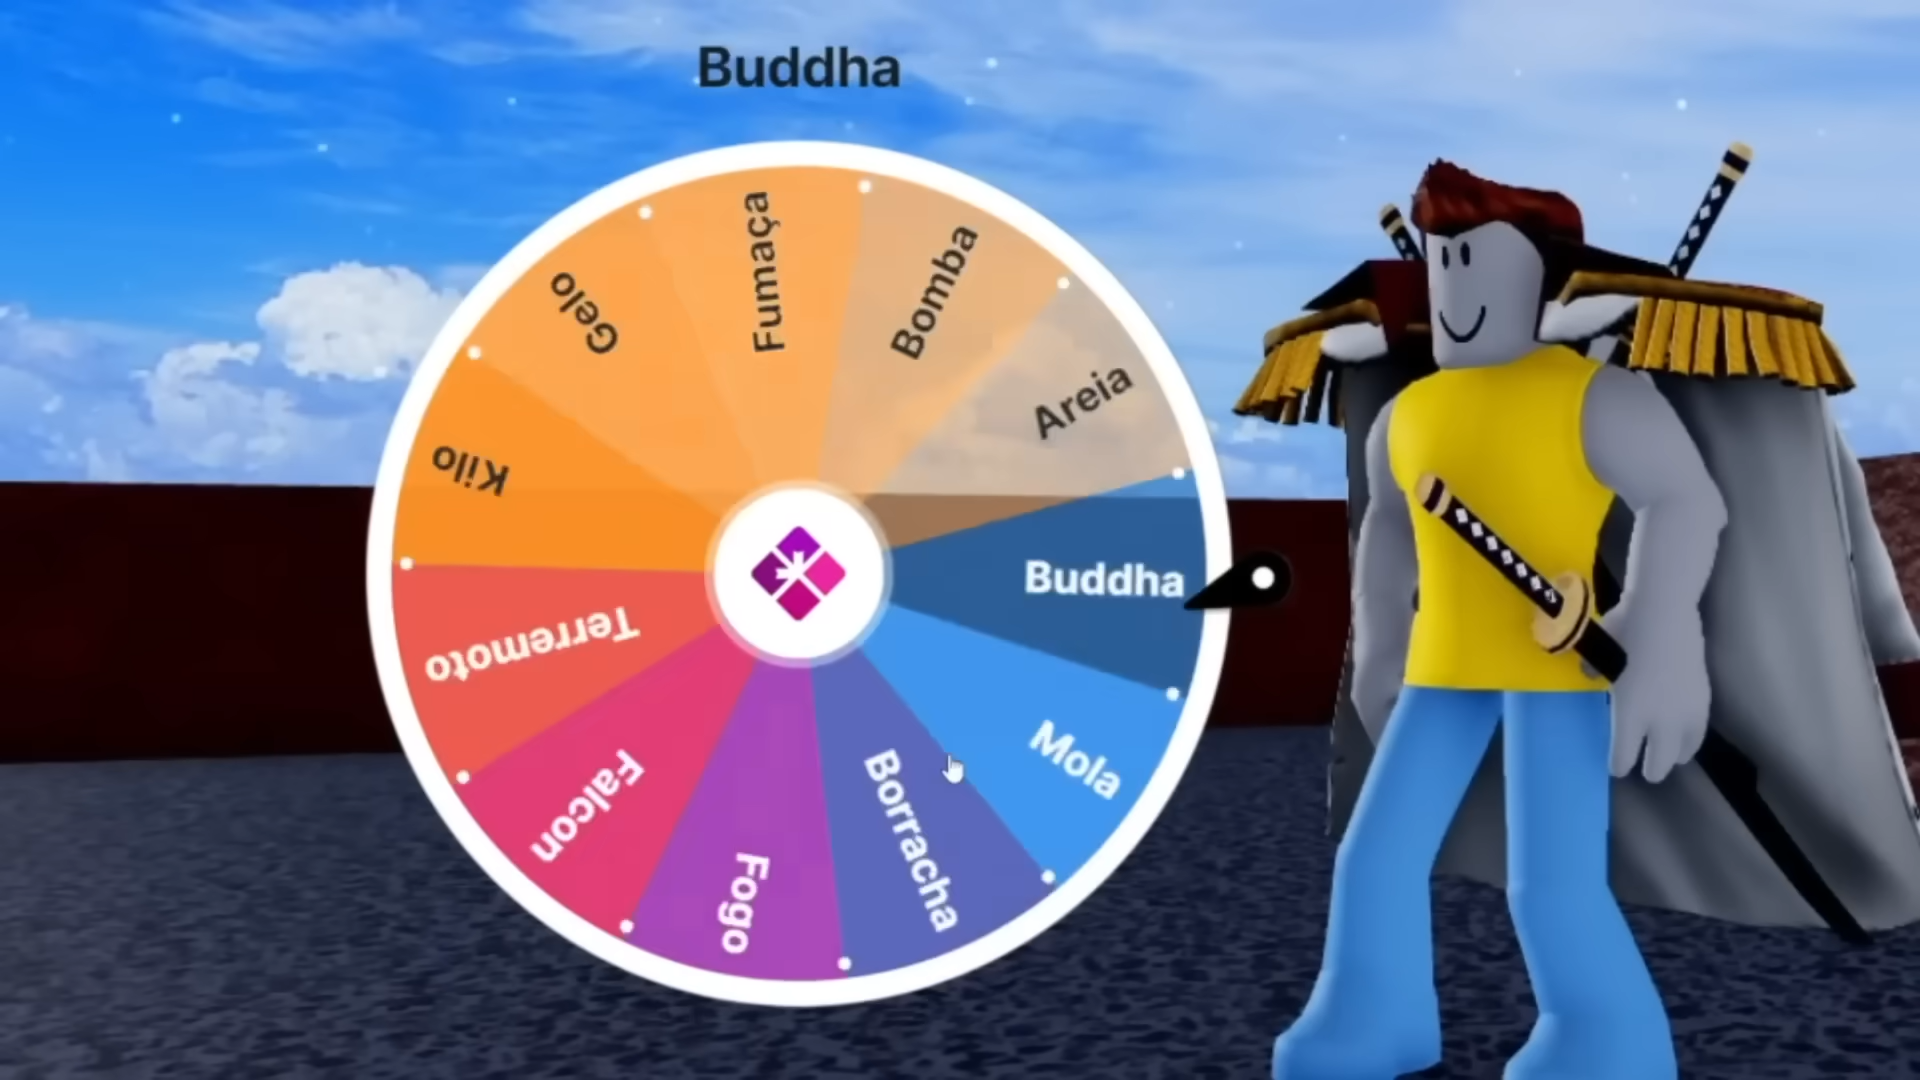 Buddha
Fumaça
Bomba
Areia
Buddha
Mola
Borracha
Fogo
Falcon
Terremoto
Kilo
Gelo